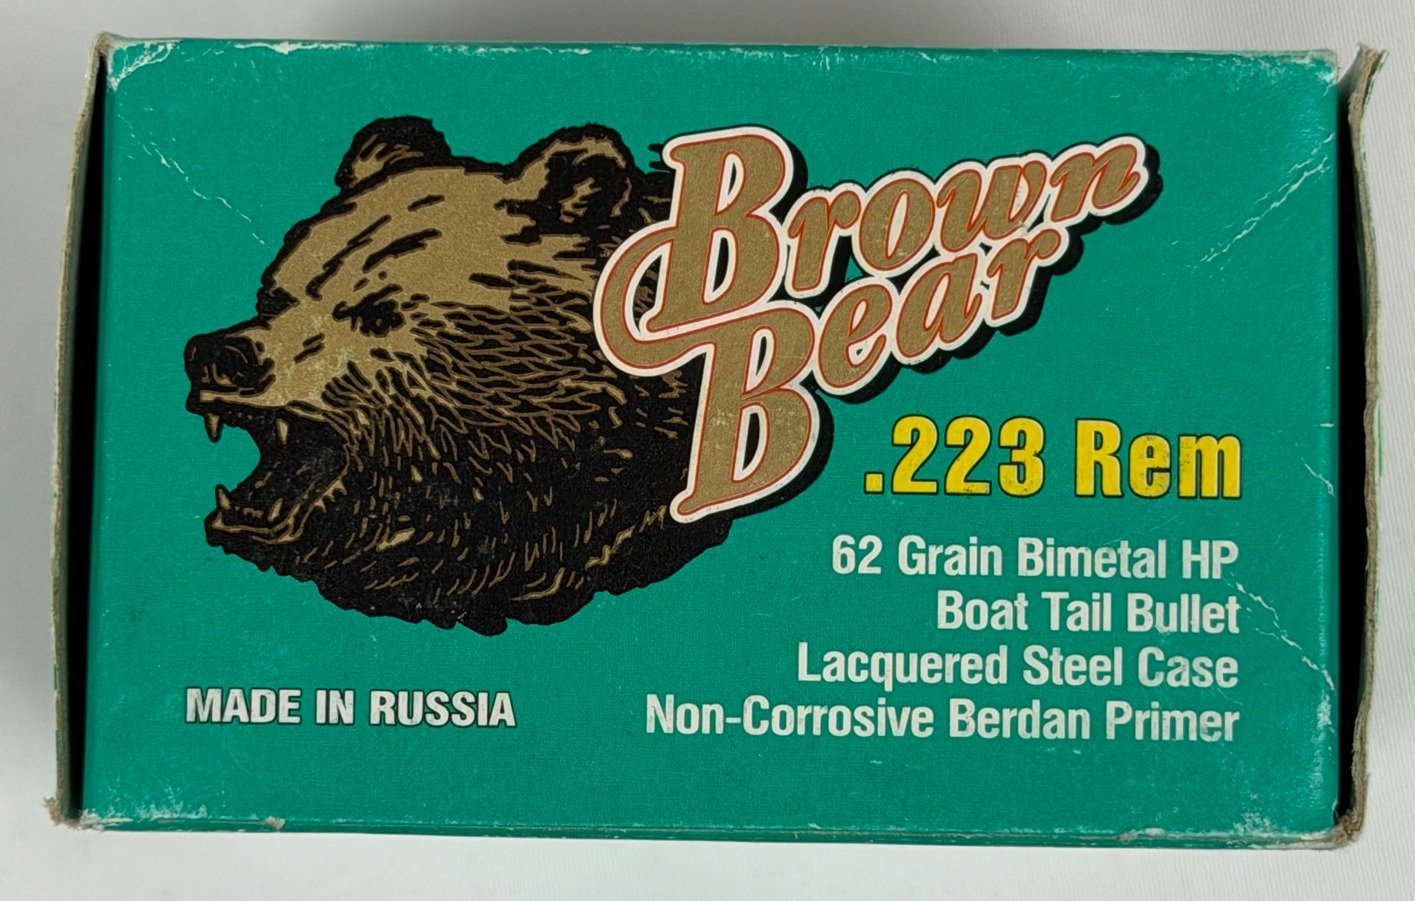 Brown
Bear
.223 Rem
62 Grain Bimetal HP
Boat Tail Bullet
Lacquered Steel Case
Non-Corrosive Berdan Primer
MADE IN RUSSIA